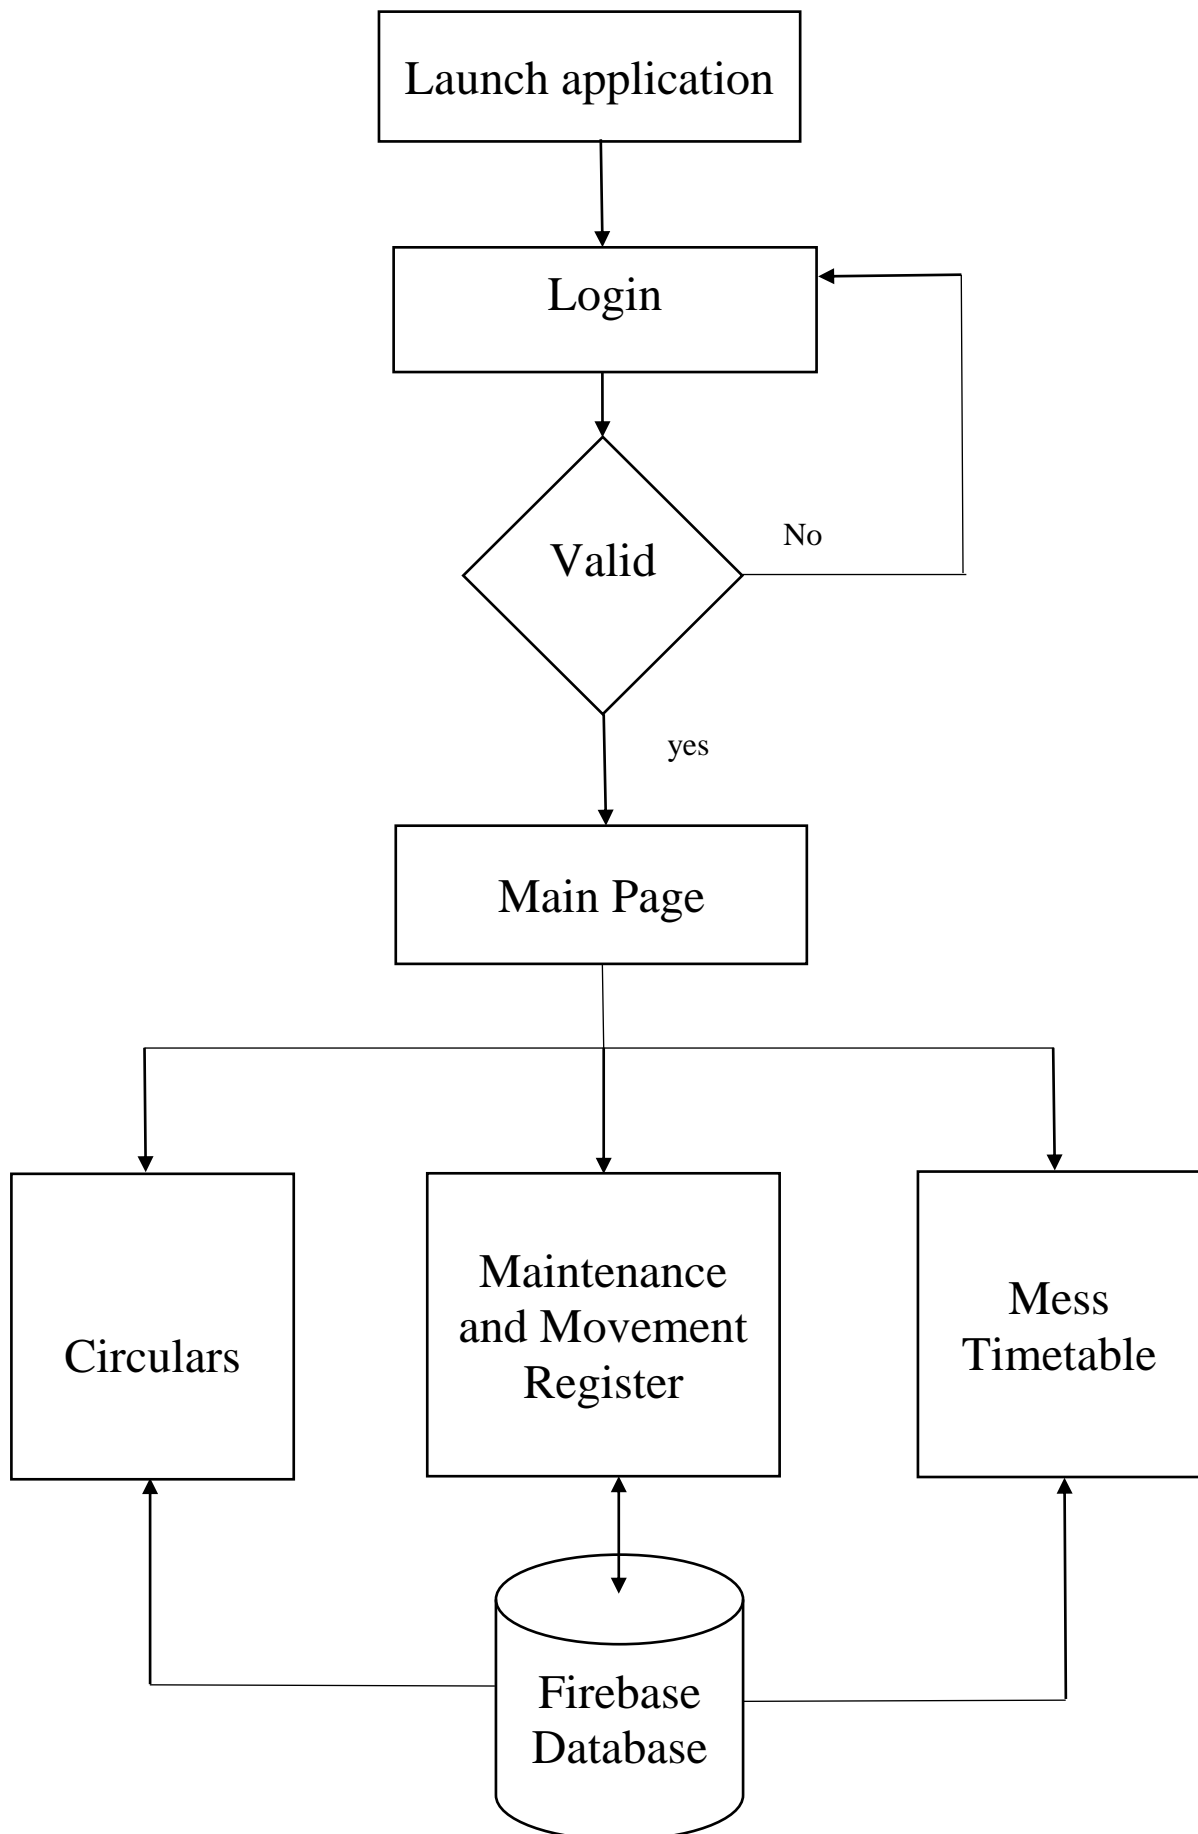 Launch application
Login
Valid
No
yes
Main Page
Circulars
Maintenance
and Movement
Register
Mess
Timetable
Firebase
Database